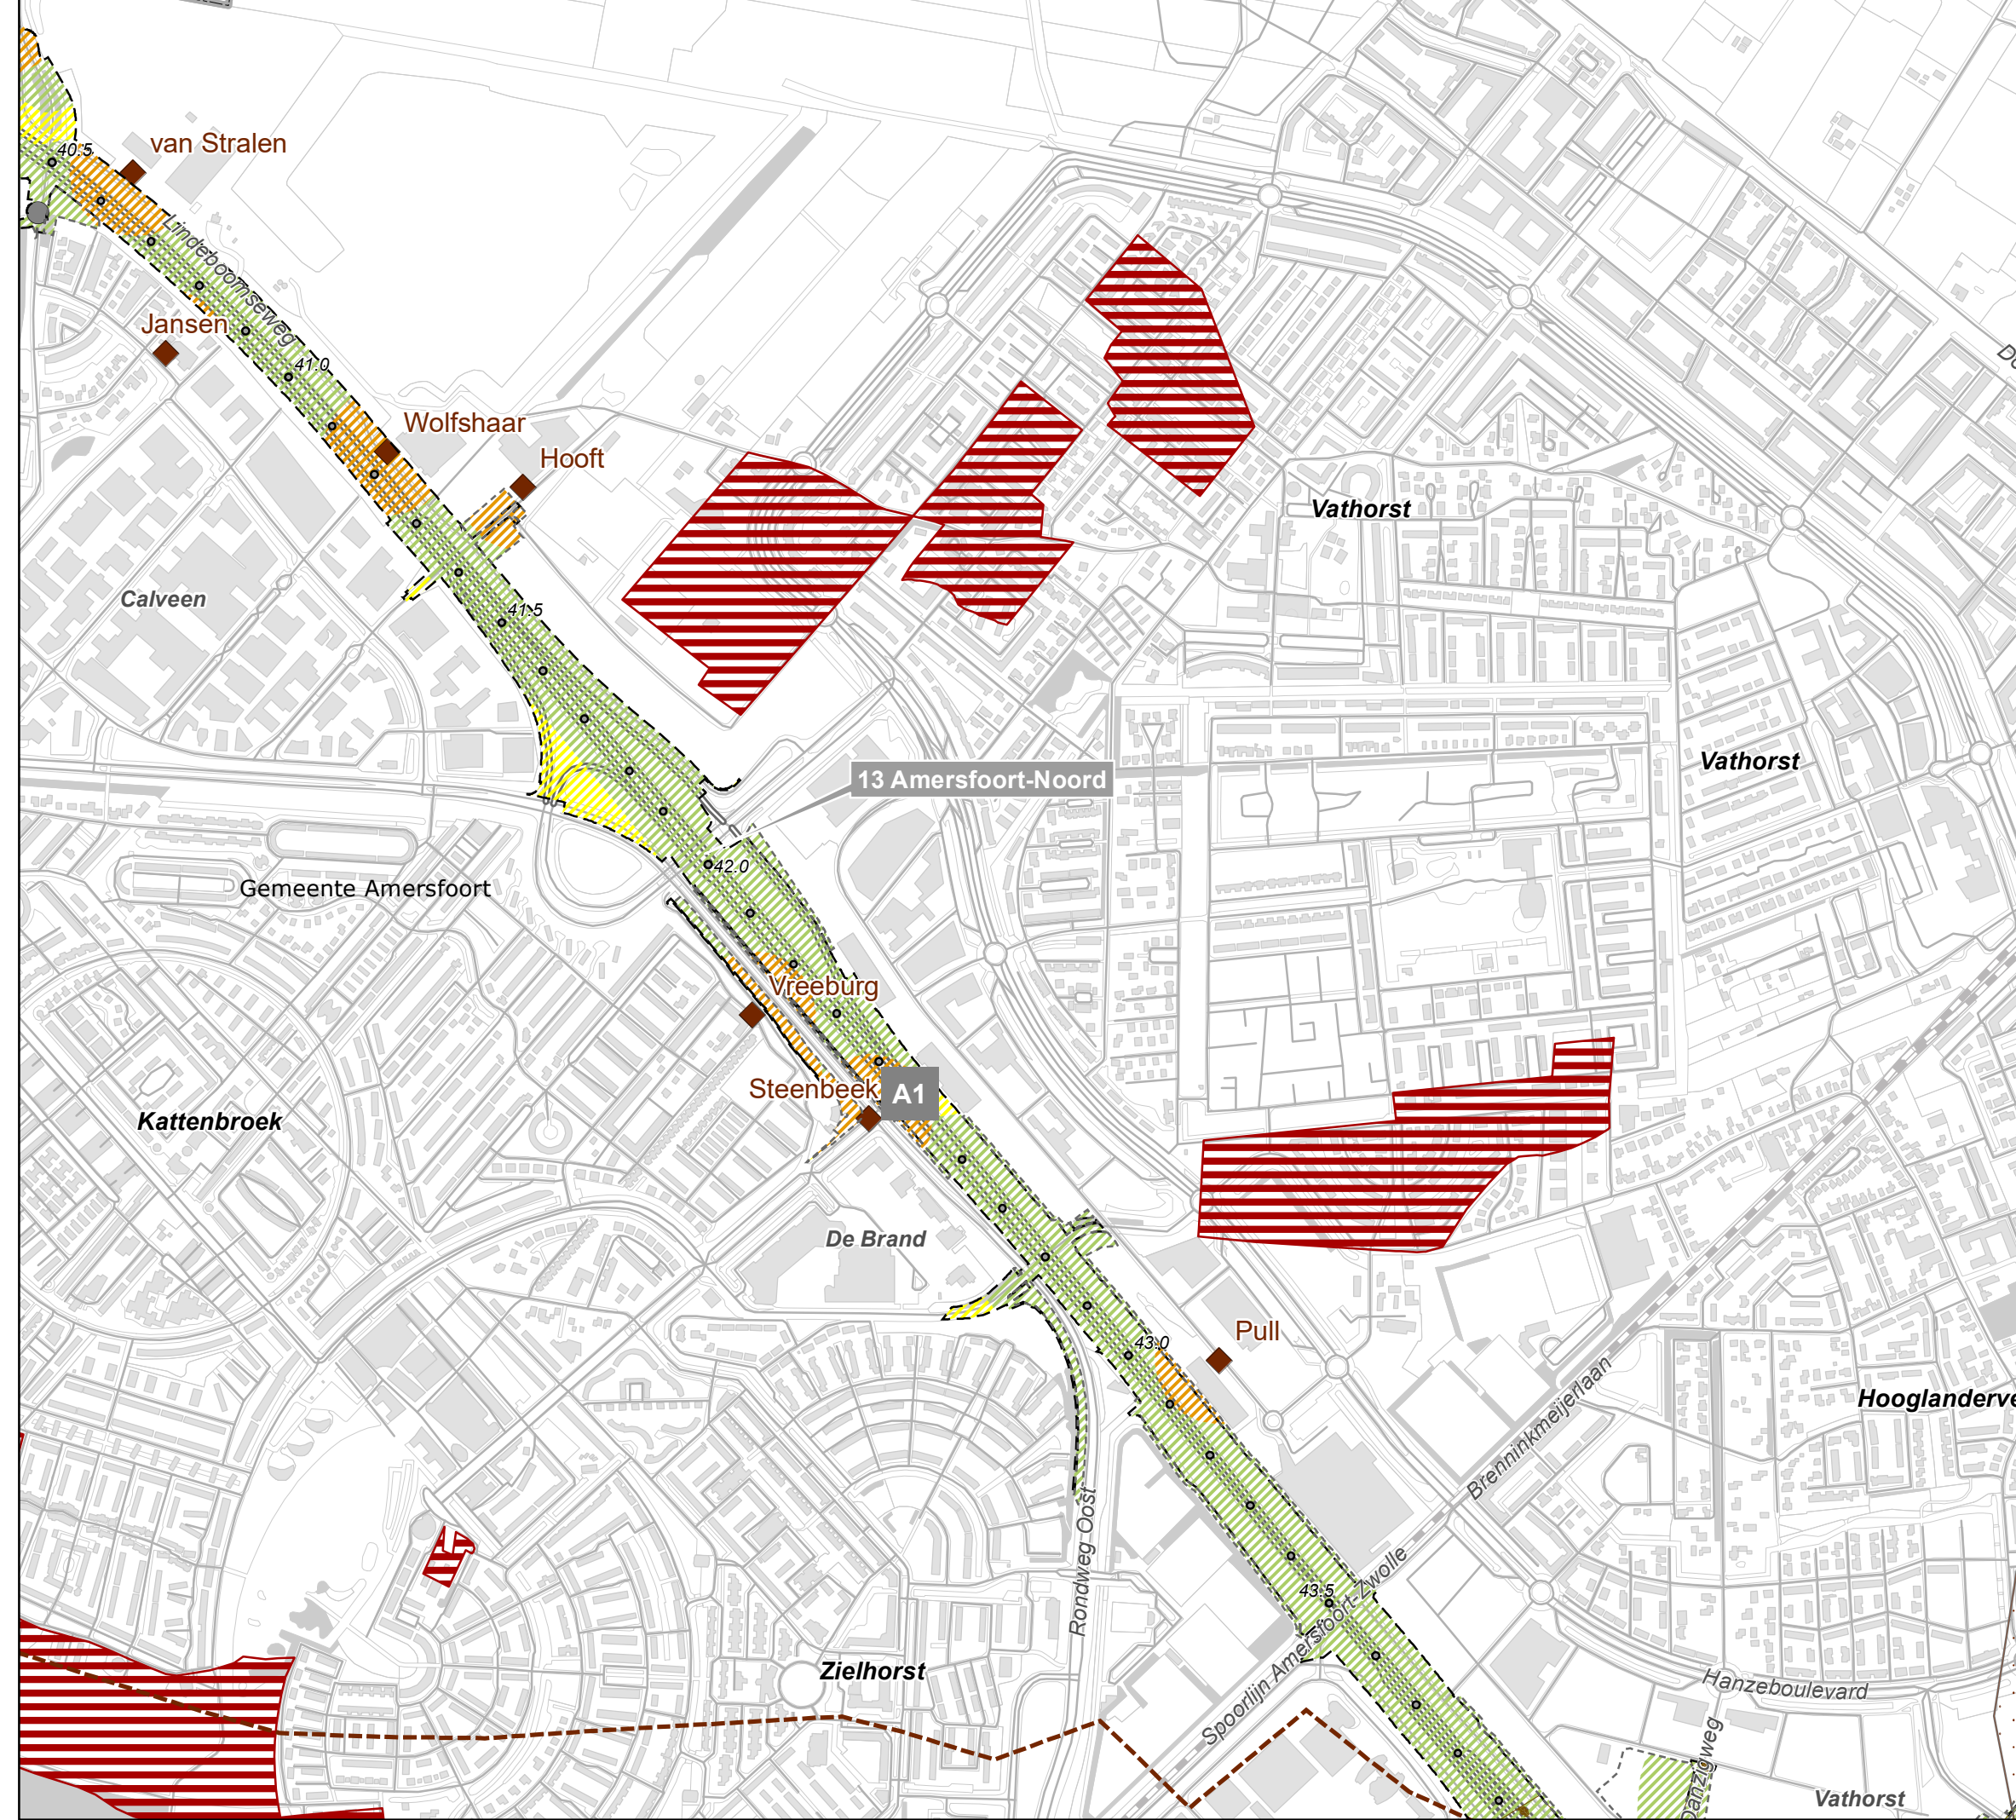 van Stralen
40.5
Lindeboomseweg
Jansen
41.0
Wolfshaar
Hooft
Vathorst
Calveen
41.5
Vathorst
13 Amersfoort-Noord
42.0
Gemeente Amersfoort
Vreeburg
Steenbeek
A1
Kattenbroek
De Brand
Pull
43.0
Brenninkmeijerlaan
Hooglanderve
Rondweg Oost
43.5
Spoorlijn Amersfoort-Zwolle
Zielhorst
Hanzeboulevard
Danzigweg
Vathorst